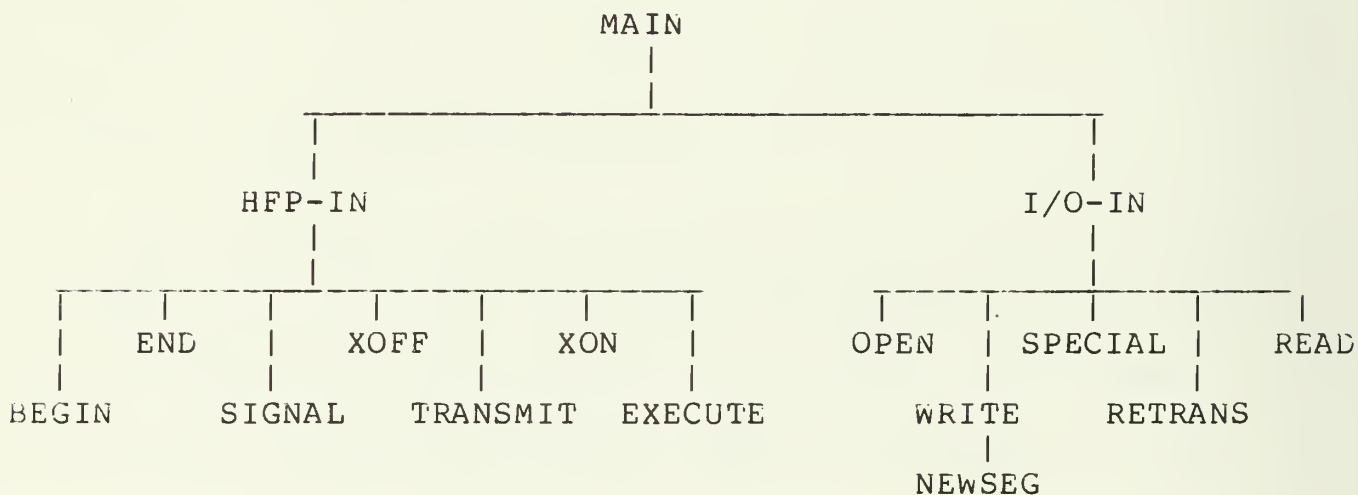 MAIN
HFP-IN I/O-IN
END XOFF XON OPEN SPECIAL READ
BEGIN SIGNAL TRANSMIT EXECUTE WRITE RETRANS
NEWSEG